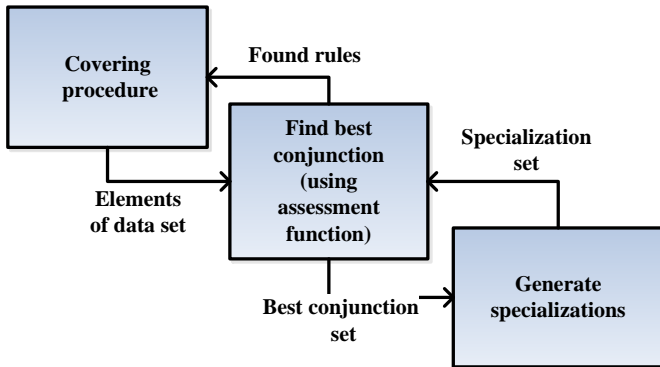 Covering
procedure
Found rules
Find best
conjunction
(using
assessment
function)
Specialization
set
Elements
of data set
Generate
specializations
Best conjunction
set